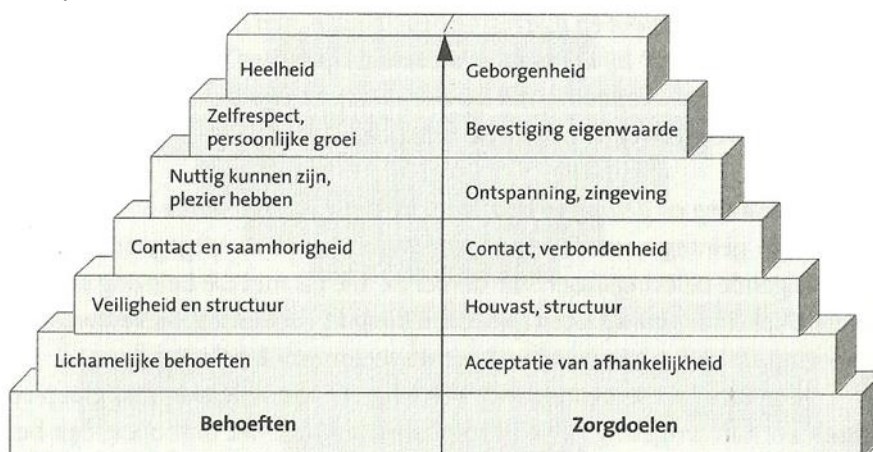 Heelheid
Geborgenheid
Zelfrespect,
persoonlijke groei
Bevestiging eigenwaarde
Nuttig kunnen zijn,
plezier hebben
Ontspanning, zingeving
Contact en saamhorigheid
Contact, verbondenheid
Veiligheid en structuur
Houvast, structuur
Lichamelijke behoeften
Acceptatie van afhankelijkheid
Behoeften
Zorgdoelen